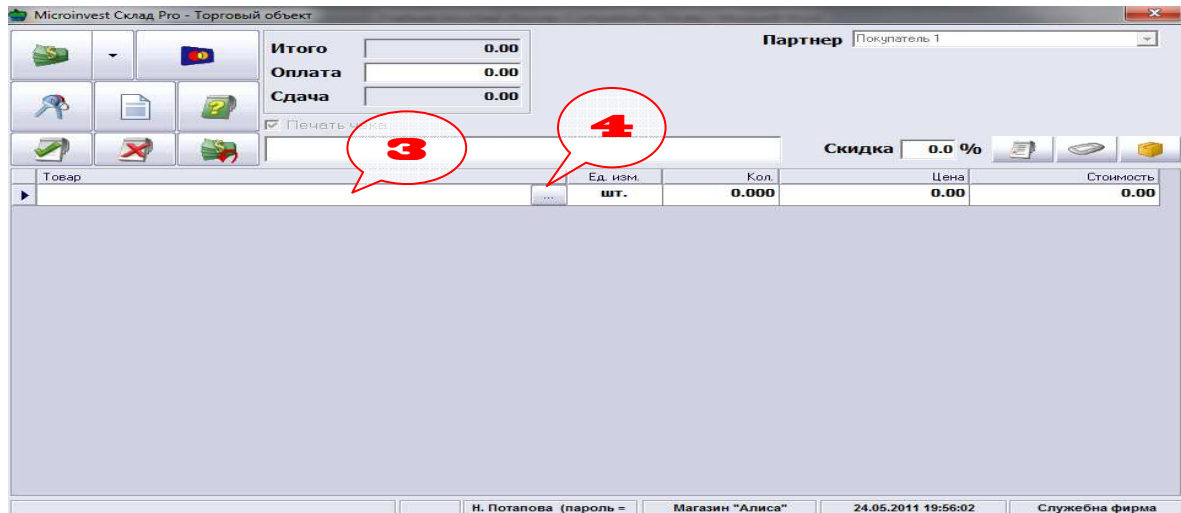 Microinvest Склад Pro - Торговый объект
Итого 0.00
Партнер Покупатель 1
Оплата 0.00
Сдача 0.00
Печать чека
3
4
Скидка 0.0 %
Товар Ед. изм. Кол. Цена Стоимость
... шт. 0.000 0.00 0.00
Н. Потапова (пароль = Магазин "Алиса" 24.05.2011 19:56:02 Служебна фирма